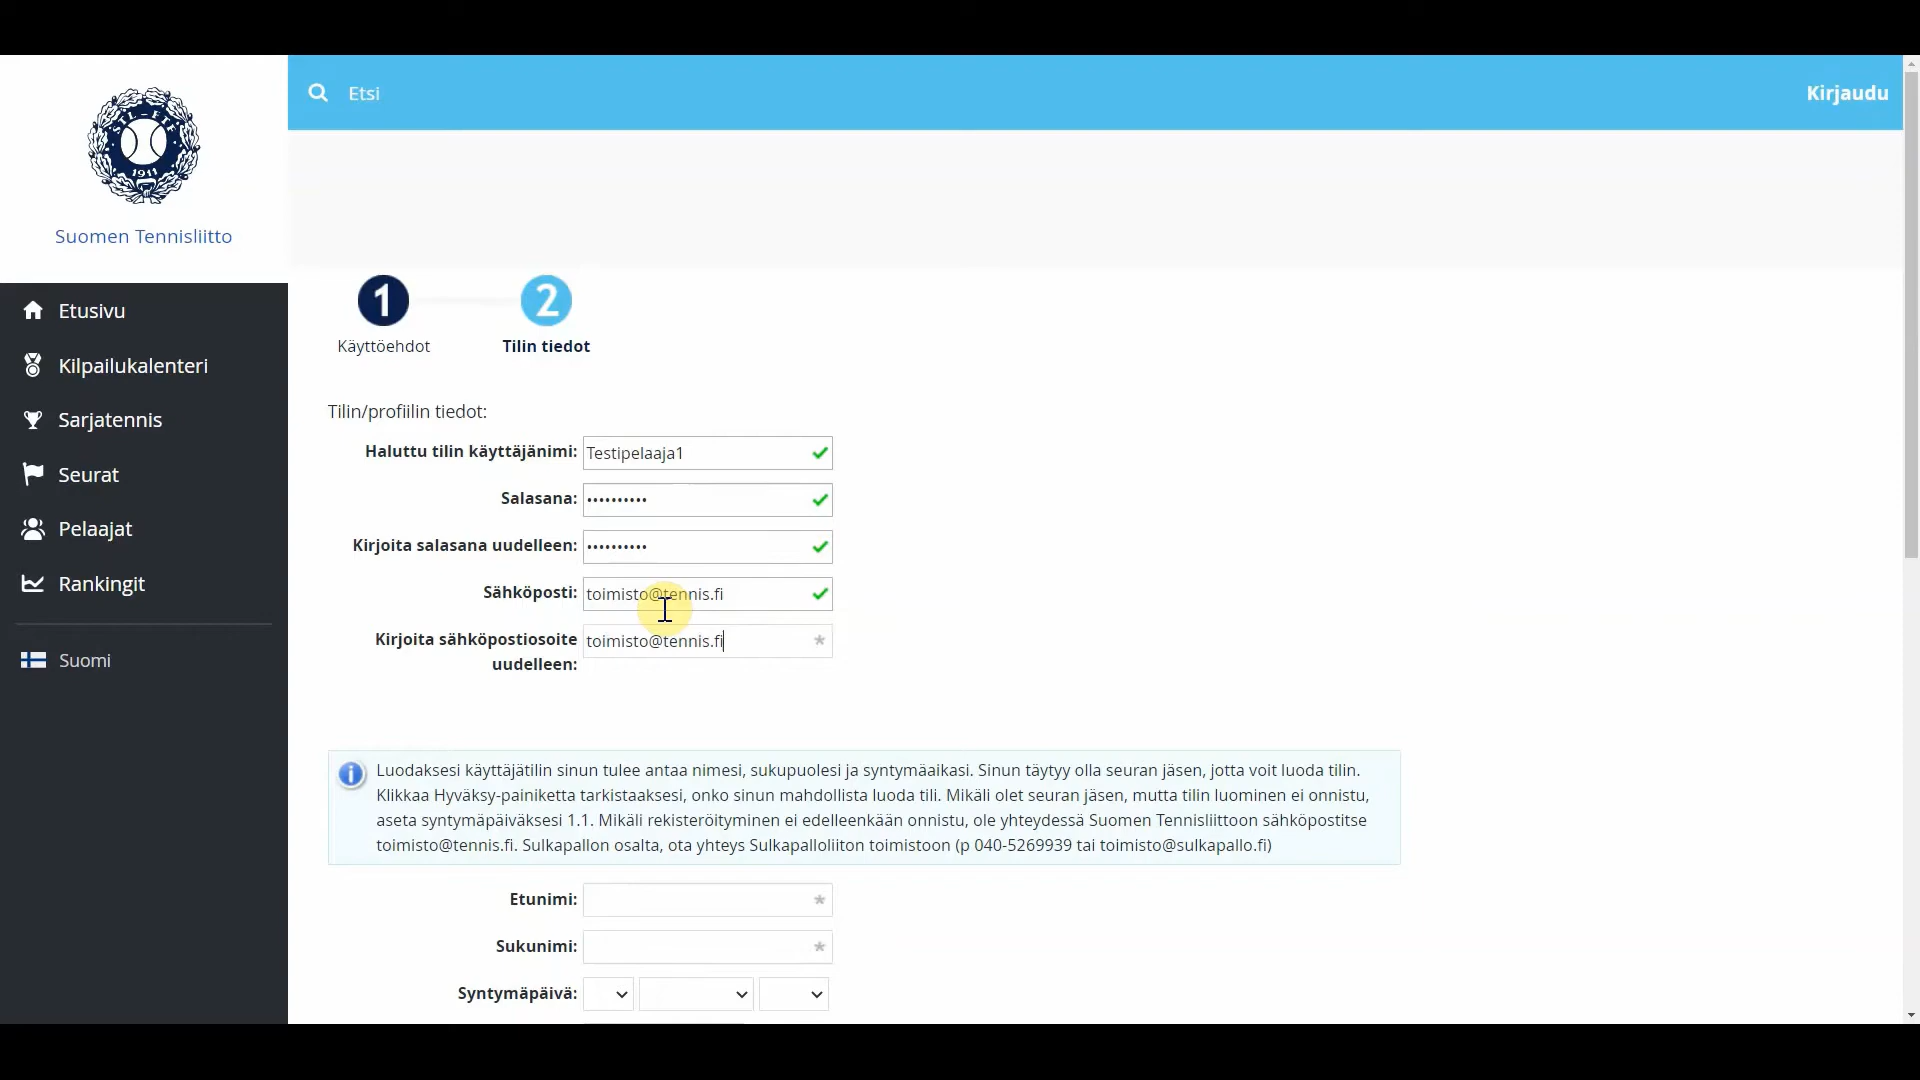 STL - FTF
1911
Suomen Tennisliitto
Etusivu
Kilpailukalenteri
Sarjatennis
Seurat
Pelaajat
Rankingit
Suomi
Etsi
Kirjaudu
1
2
Käyttöehdot
Tilin tiedot
Tilin/profiilin tiedot:
Haluttu tilin käyttäjänimi: Testipelaaja1
Salasana: ••••••••••
Kirjoita salasana uudelleen: ••••••••••
Sähköposti: toimisto@tennis.fi
Kirjoita sähköpostiosoite toimisto@tennis.fi *
uudelleen:
Luodaksesi käyttäjätilin sinun tulee antaa nimesi, sukupuolesi ja syntymäaikasi. Sinun täytyy olla seuran jäsen, jotta voit luoda tilin.
Klikkaa Hyväksy-painiketta tarkistaaksesi, onko sinun mahdollista luoda tili. Mikäli olet seuran jäsen, mutta tilin luominen ei onnistu,
aseta syntymäpäiväksesi 1.1. Mikäli rekisteröityminen ei edelleenkään onnistu, ole yhteydessä Suomen Tennisliittoon sähköpostitse
toimisto@tennis.fi. Sulkapallon osalta, ota yhteys Sulkapalloliiton toimistoon (p 040-5269939 tai toimisto@sulkapallo.fi)
Etunimi: *
Sukunimi: *
Syntymäpäivä: